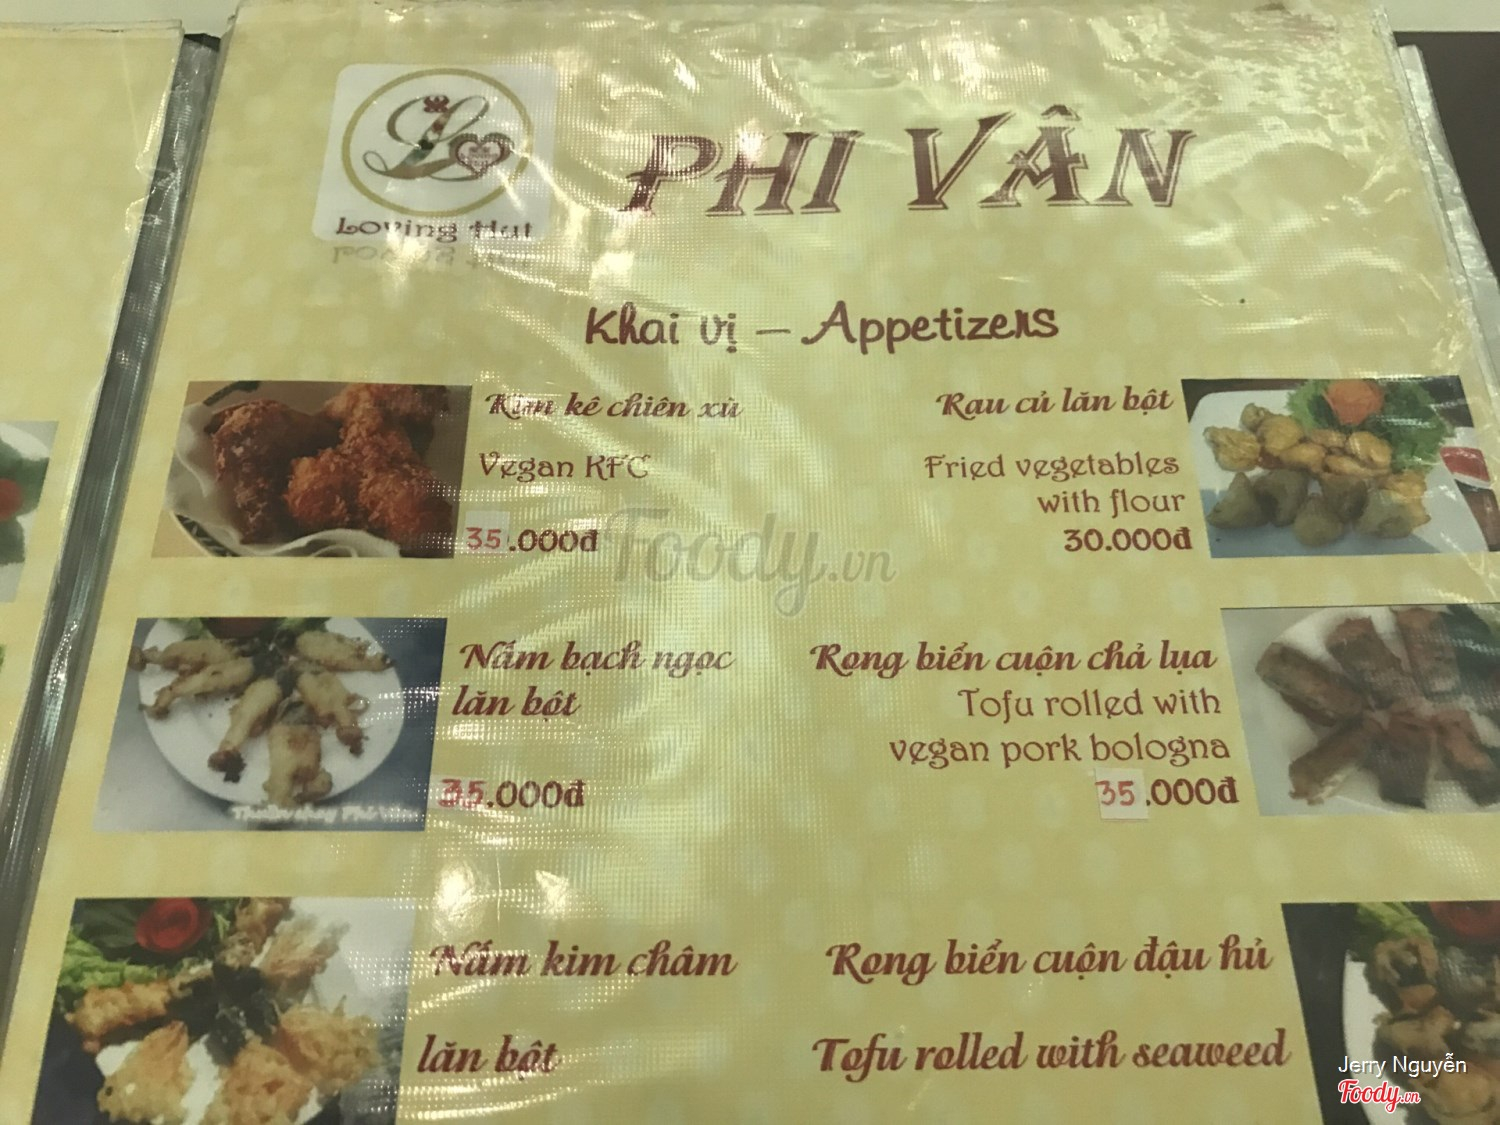 Loving Hut
PHI VÂN
Khai vị – Appetizers
Kim kê chiên xù
Vegan KFC
35.000đ
Rau củ lăn bột
Fried vegetables
with flour
30.000đ
Foody.vn
Nấm bạch ngọc
lăn bột
35.000đ
Rong biển cuộn chả lụa
Tofu rolled with
vegan pork bologna
35.000đ
Nấm kim châm
lăn bột
Rong biển cuộn đậu hủ
Tofu rolled with seaweed
Jerry Nguyễn
Foody.vn